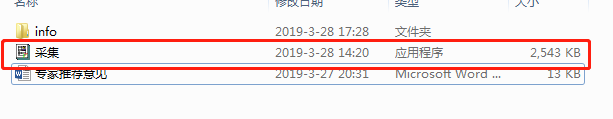 名称 修改日期 类型 大小
info 2019-3-28 17:28 文件夹
采集 2019-3-28 14:20 应用程序 2,543 KB
专家推荐意见 2019-3-27 20:31 Microsoft Word ... 13 KB